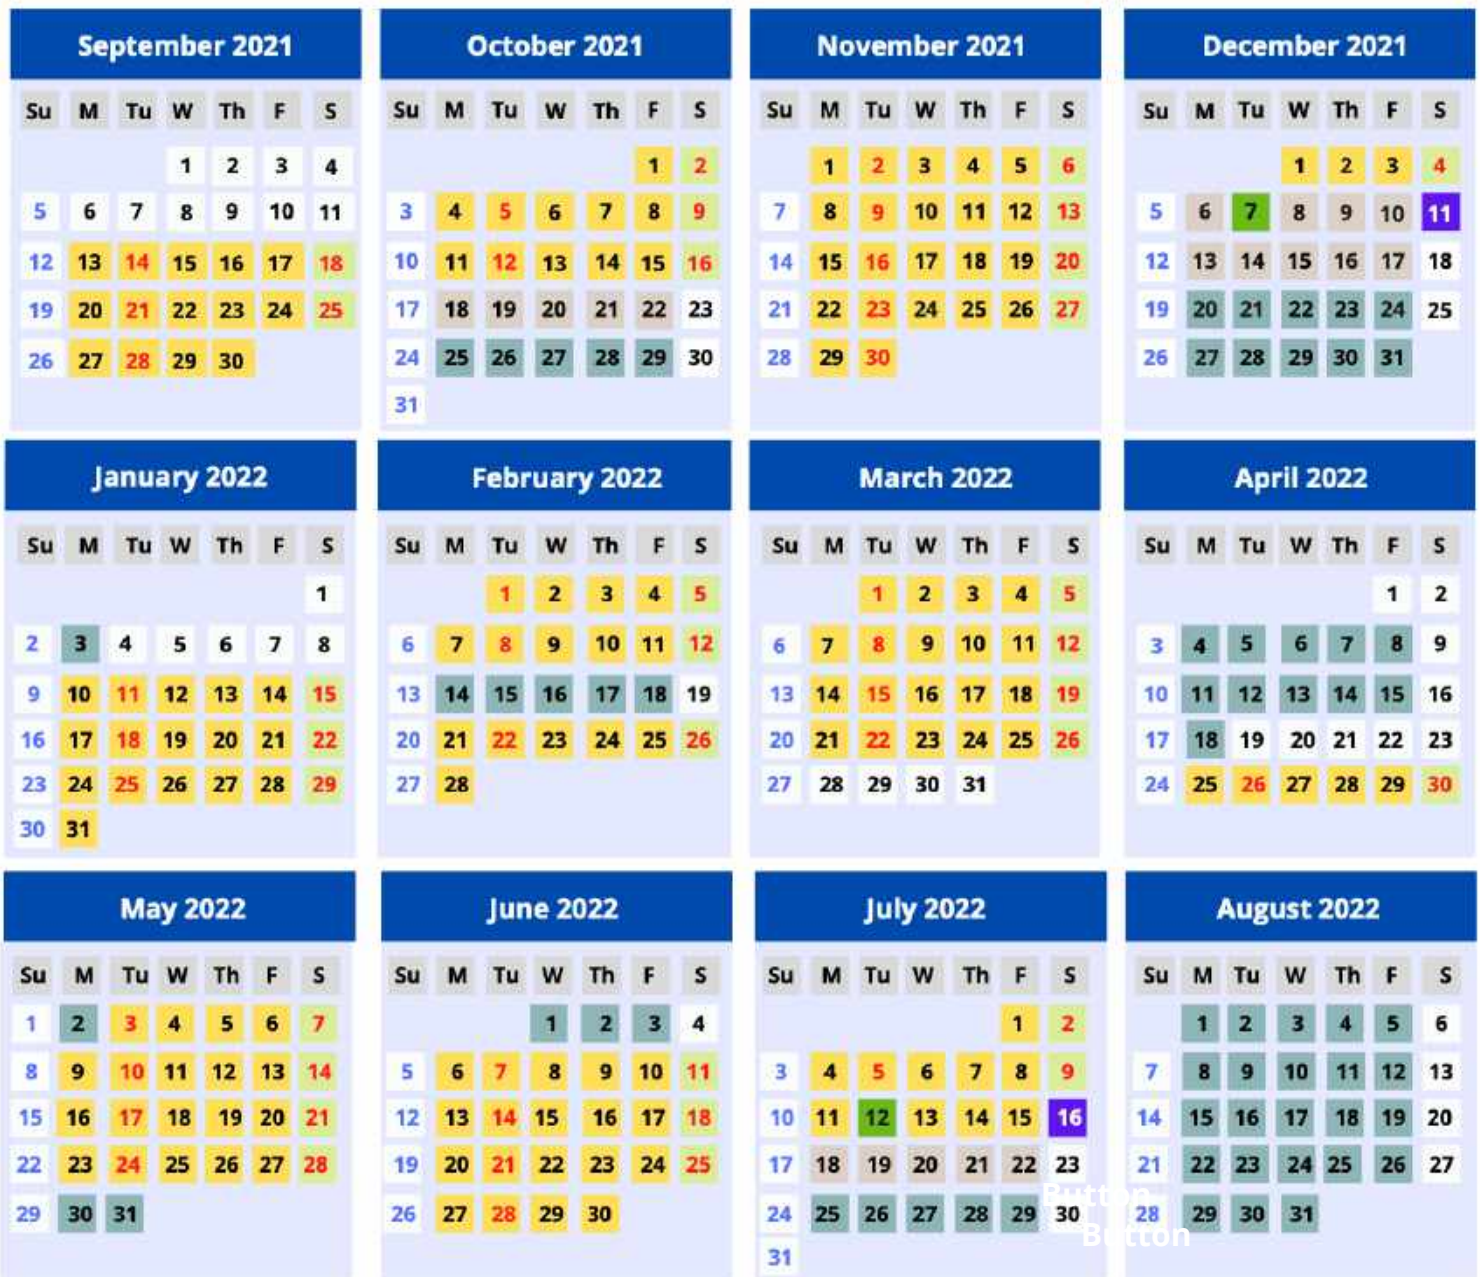 September 2021
Su M Tu W Th F S
1 2 3 4
5 6 7 8 9 10 11
12 13 14 15 16 17 18
19 20 21 22 23 24 25
26 27 28 29 30
October 2021
Su M Tu W Th F S
1 2
3 4 5 6 7 8 9
10 11 12 13 14 15 16
17 18 19 20 21 22 23
24 25 26 27 28 29 30
31
November 2021
Su M Tu W Th F S
1 2 3 4 5 6
7 8 9 10 11 12 13
14 15 16 17 18 19 20
21 22 23 24 25 26 27
28 29 30
December 2021
Su M Tu W Th F S
1 2 3 4
5 6 7 8 9 10 11
12 13 14 15 16 17 18
19 20 21 22 23 24 25
26 27 28 29 30 31
January 2022
Su M Tu W Th F S
1
2 3 4 5 6 7 8
9 10 11 12 13 14 15
16 17 18 19 20 21 22
23 24 25 26 27 28 29
30 31
February 2022
Su M Tu W Th F S
1 2 3 4 5
6 7 8 9 10 11 12
13 14 15 16 17 18 19
20 21 22 23 24 25 26
27 28
March 2022
Su M Tu W Th F S
1 2 3 4 5
6 7 8 9 10 11 12
13 14 15 16 17 18 19
20 21 22 23 24 25 26
27 28 29 30 31
April 2022
Su M Tu W Th F S
1 2
3 4 5 6 7 8 9
10 11 12 13 14 15 16
17 18 19 20 21 22 23
24 25 26 27 28 29 30
May 2022
Su M Tu W Th F S
1 2 3 4 5 6 7
8 9 10 11 12 13 14
15 16 17 18 19 20 21
22 23 24 25 26 27 28
29 30 31
June 2022
Su M Tu W Th F S
1 2 3 4
5 6 7 8 9 10 11
12 13 14 15 16 17 18
19 20 21 22 23 24 25
26 27 28 29 30
July 2022
Su M Tu W Th F S
1 2
3 4 5 6 7 8 9
10 11 12 13 14 15 16
17 18 19 20 21 22 23
24 25 26 27 28 29 30
31
August 2022
Su M Tu W Th F S
1 2 3 4 5 6
7 8 9 10 11 12 13
14 15 16 17 18 19 20
21 22 23 24 25 26 27
28 29 30 31
Button
Button